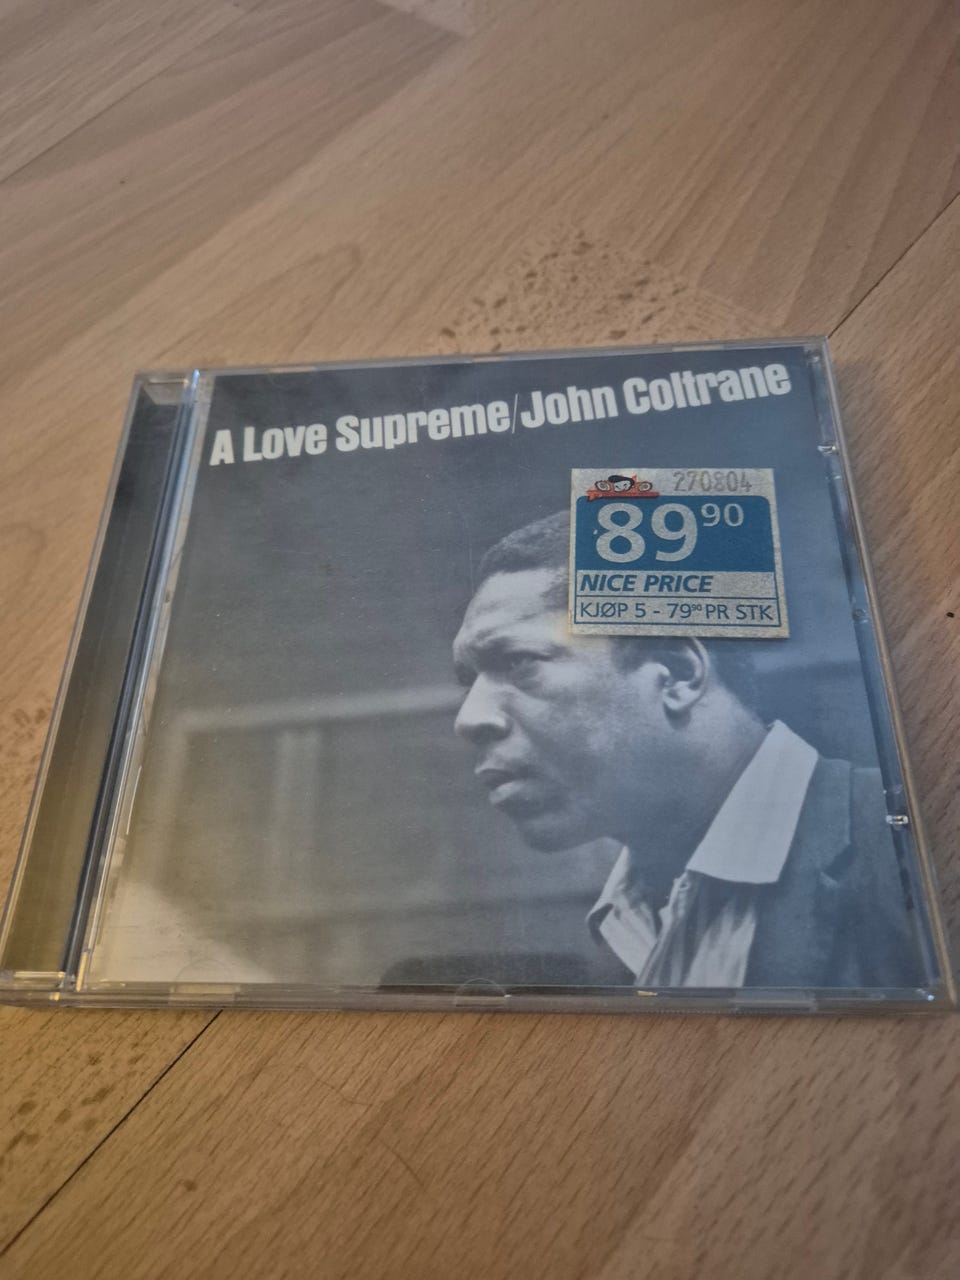 A Love Supreme/John Coltrane
270804
89 90
NICE PRICE
KJØP 5 - 79 90 PR STK